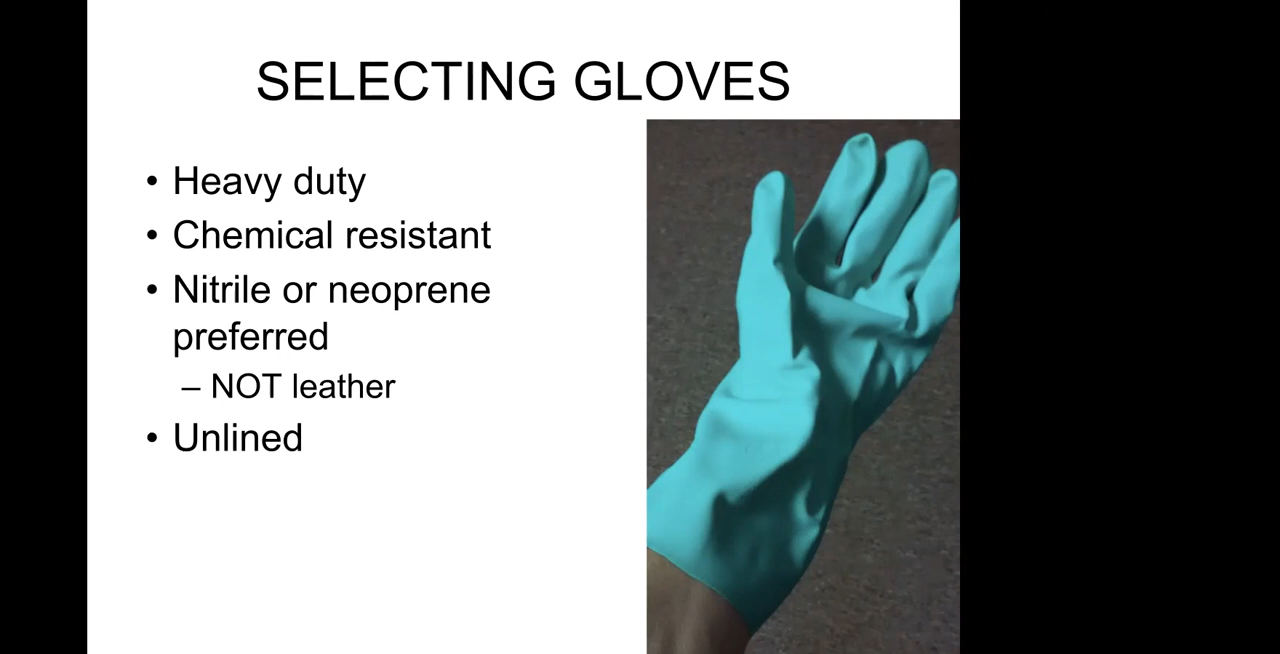 SELECTING GLOVES
• Heavy duty
• Chemical resistant
• Nitrile or neoprene
preferred
– NOT leather
• Unlined